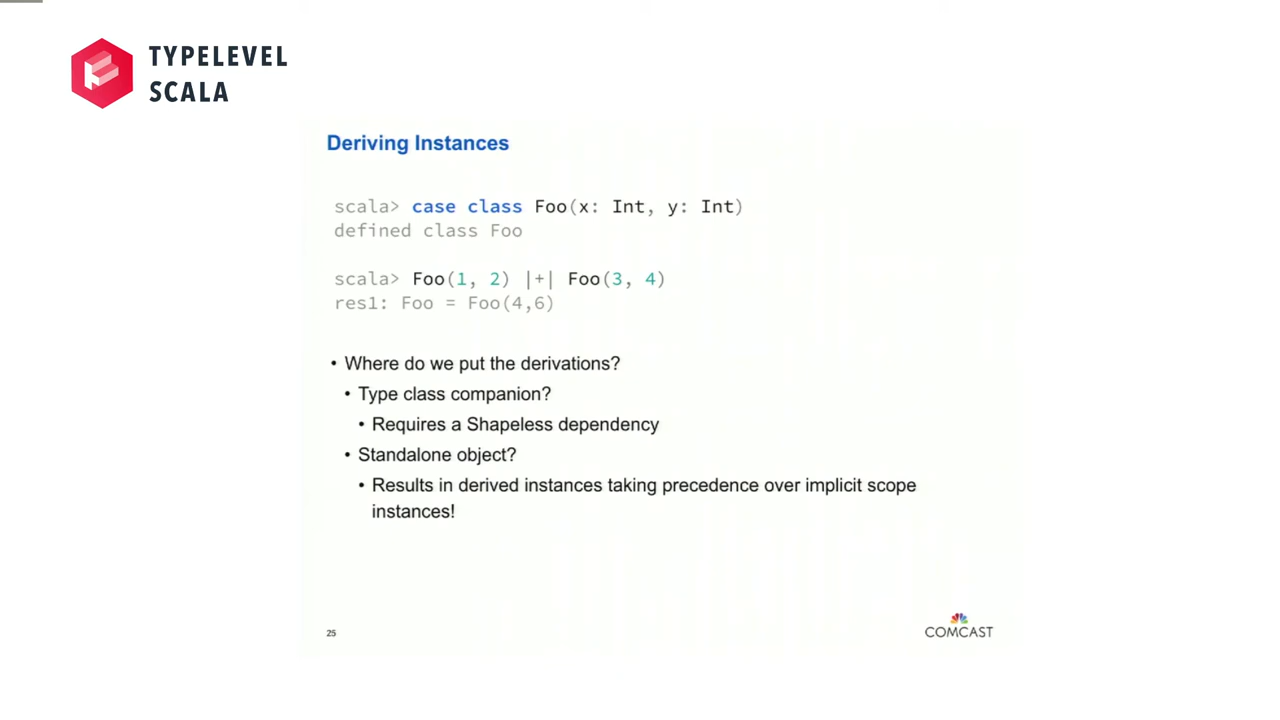 TYPELEVEL
SCALA
Deriving Instances
scala> case class Foo(x: Int, y: Int)
defined class Foo
scala> Foo(1, 2) |+| Foo(3, 4)
res1: Foo = Foo(4,6)
• Where do we put the derivations?
• Type class companion?
• Requires a Shapeless dependency
• Standalone object?
• Results in derived instances taking precedence over implicit scope
instances!
25
COMCAST